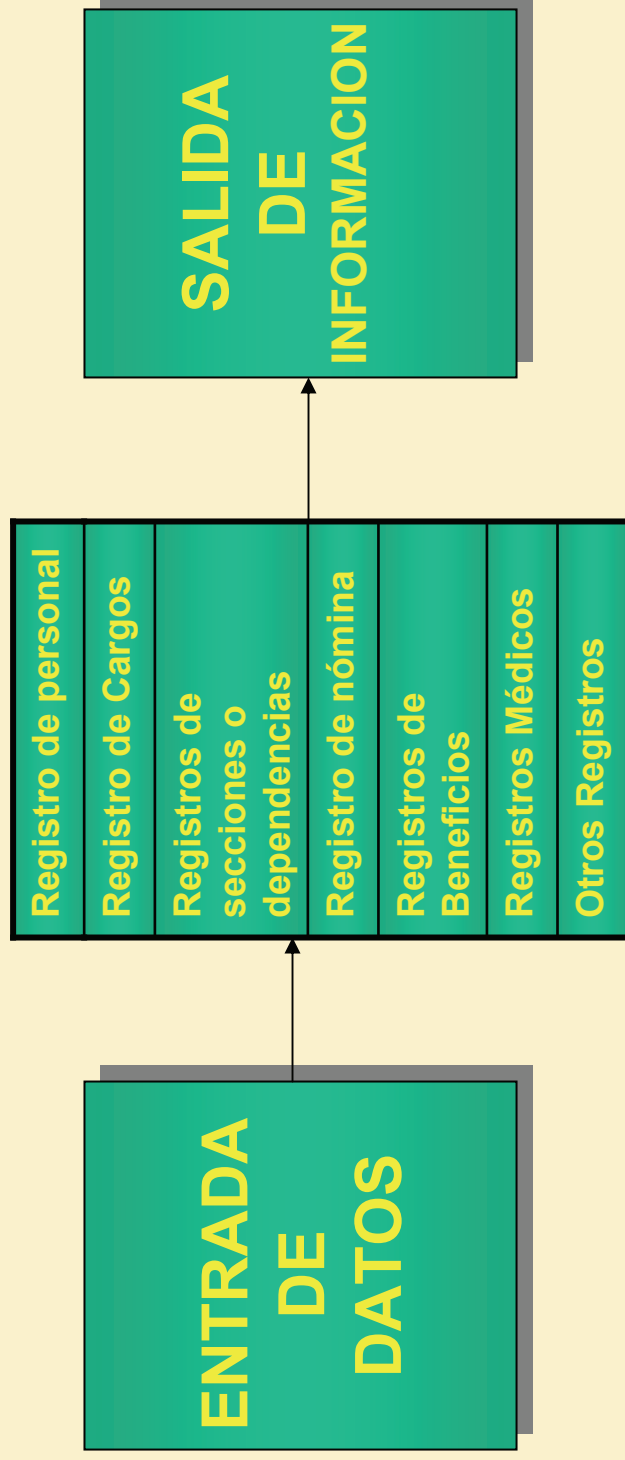 ENTRADA
DE
DATOS
Registro de personal
Registro de Cargos
Registros de
secciones o
dependencias
Registro de nómina
Registros de
Beneficios
Registros Médicos
Otros Registros
SALIDA
DE
INFORMACION